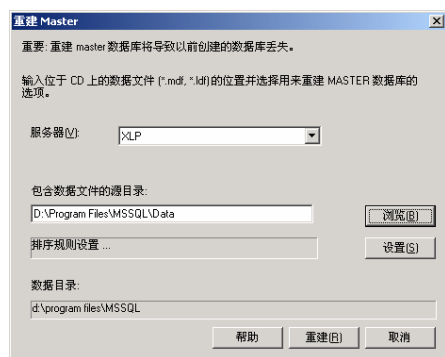 重建 Master
重要: 重建 master 数据库将导致以前创建的数据库丢失。
输入位于 CD 上的数据文件 (*.mdf, *.ldf)的位置并选择用来重建 MASTER 数据库的
选项。
服务器(V):
XLP
包含数据文件的源目录:
D:\Program Files\MSSQL\Data
浏览(B)
排序规则设置 ...
设置(S)
数据目录:
d:\program files\MSSQL
帮助 重建(R) 取消